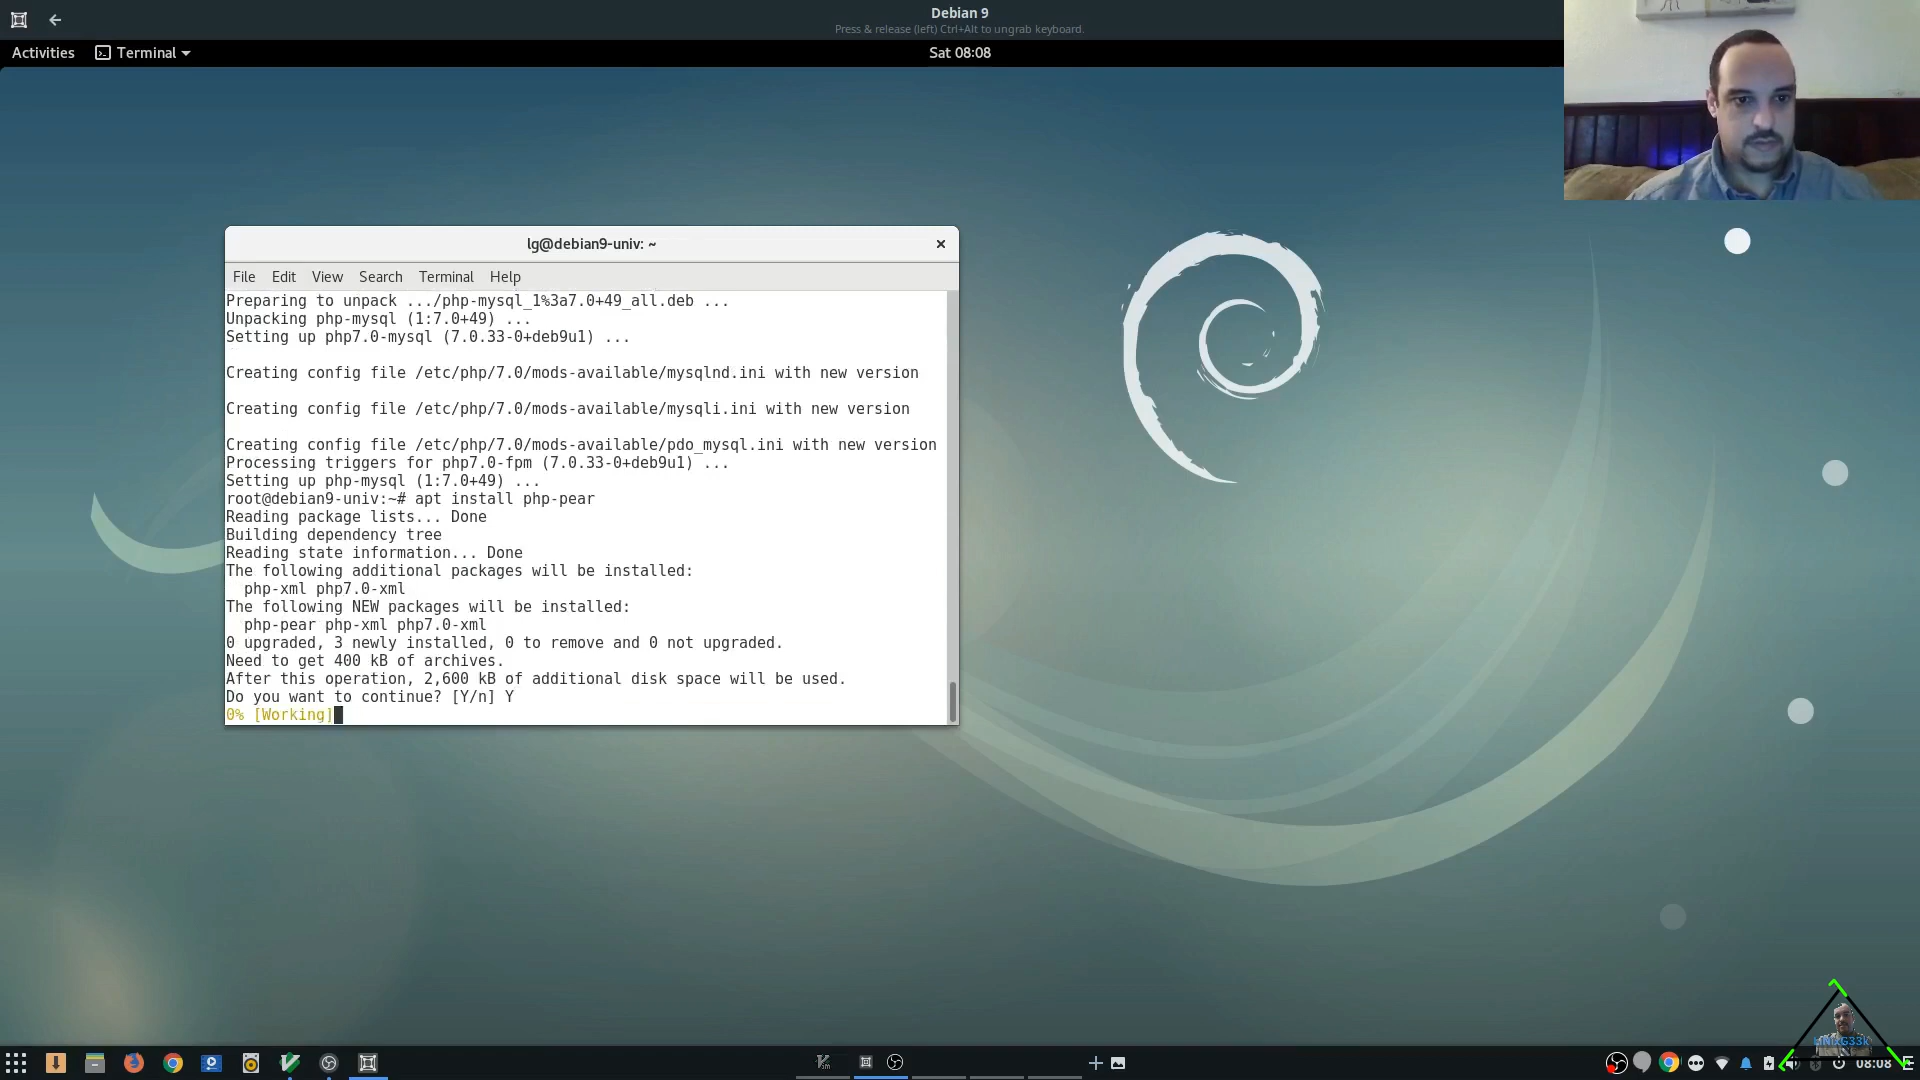 Debian 9
Press & release (left) Ctrl+Alt to ungrab keyboard.
Activities
Terminal
Sat 08:08
lg@debian9-univ: ~
File Edit View Search Terminal Help
Preparing to unpack .../php-mysql_1%3a7.0+49_all.deb ...
Unpacking php-mysql (1:7.0+49) ...
Setting up php7.0-mysql (7.0.33-0+deb9u1) ...
Creating config file /etc/php/7.0/mods-available/mysqlnd.ini with new version
Creating config file /etc/php/7.0/mods-available/mysqli.ini with new version
Creating config file /etc/php/7.0/mods-available/pdo_mysql.ini with new version
Processing triggers for php7.0-fpm (7.0.33-0+deb9u1) ...
Setting up php-mysql (1:7.0+49) ...
root@debian9-univ:~# apt install php-pear
Reading package lists... Done
Building dependency tree
Reading state information... Done
The following additional packages will be installed:
php-xml php7.0-xml
The following NEW packages will be installed:
php-pear php-xml php7.0-xml
0 upgraded, 3 newly installed, 0 to remove and 0 not upgraded.
Need to get 400 kB of archives.
After this operation, 2,600 kB of additional disk space will be used.
Do you want to continue? [Y/n] Y
0% [Working]
08:08